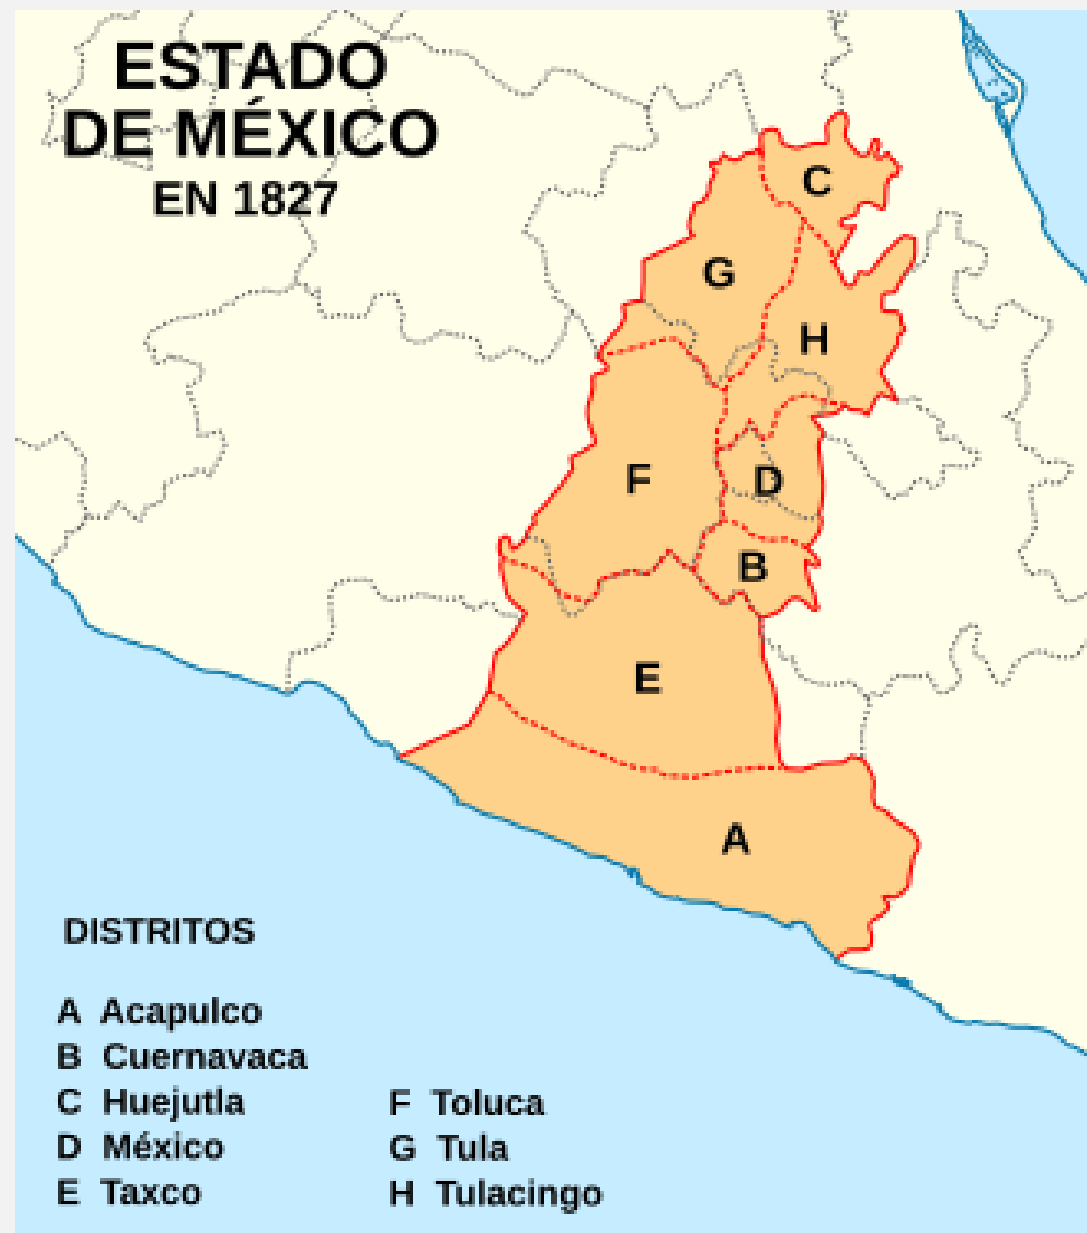 ESTADO
DE MÉXICO
EN 1827
C
G
H
F
D
B
E
A
DISTRITOS
A Acapulco
B Cuernavaca
C Huejutla
D México
E Taxco
F Toluca
G Tula
H Tulacingo